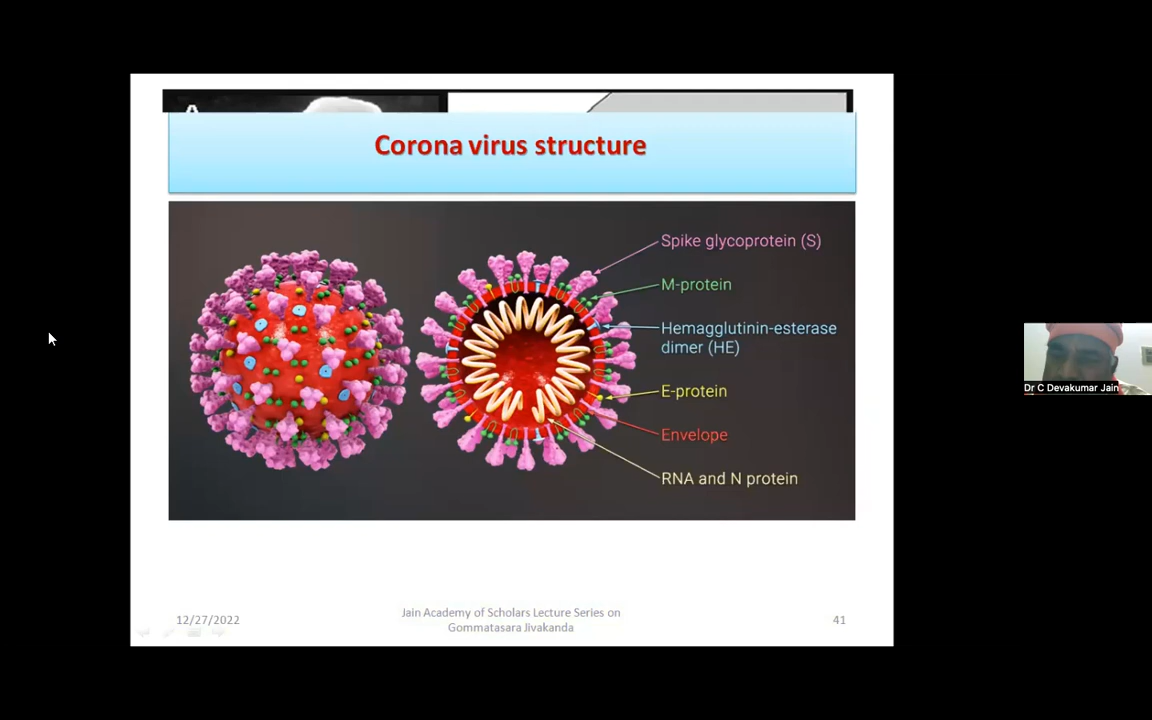 A
Corona virus structure
Spike glycoprotein (S)
M-protein
Hemagglutinin-esterase
dimer (HE)
E-protein
Envelope
RNA and N protein
12/27/2022
Jain Academy of Scholars Lecture Series on
Gommatasara Jivakanda
41
Dr C Devakumar Jain